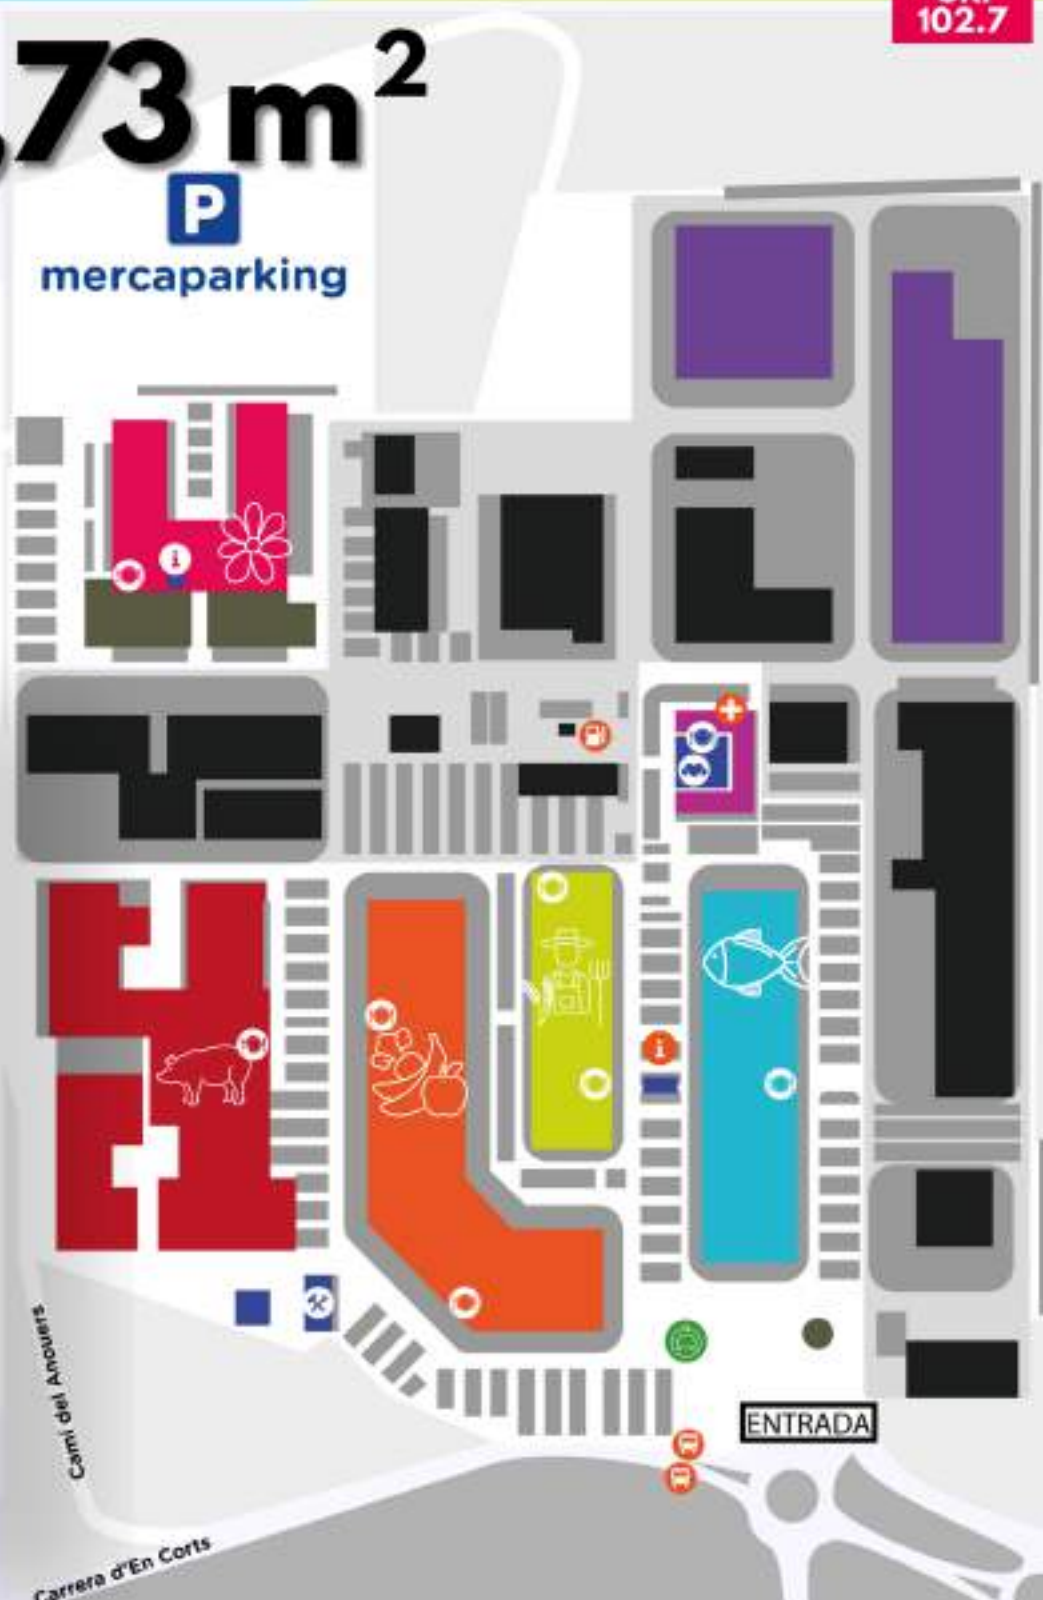 102.7
,73 m²
P
mercaparking
i
i
ENTRADA
Camí del Anouers
Carrera d'En Corts